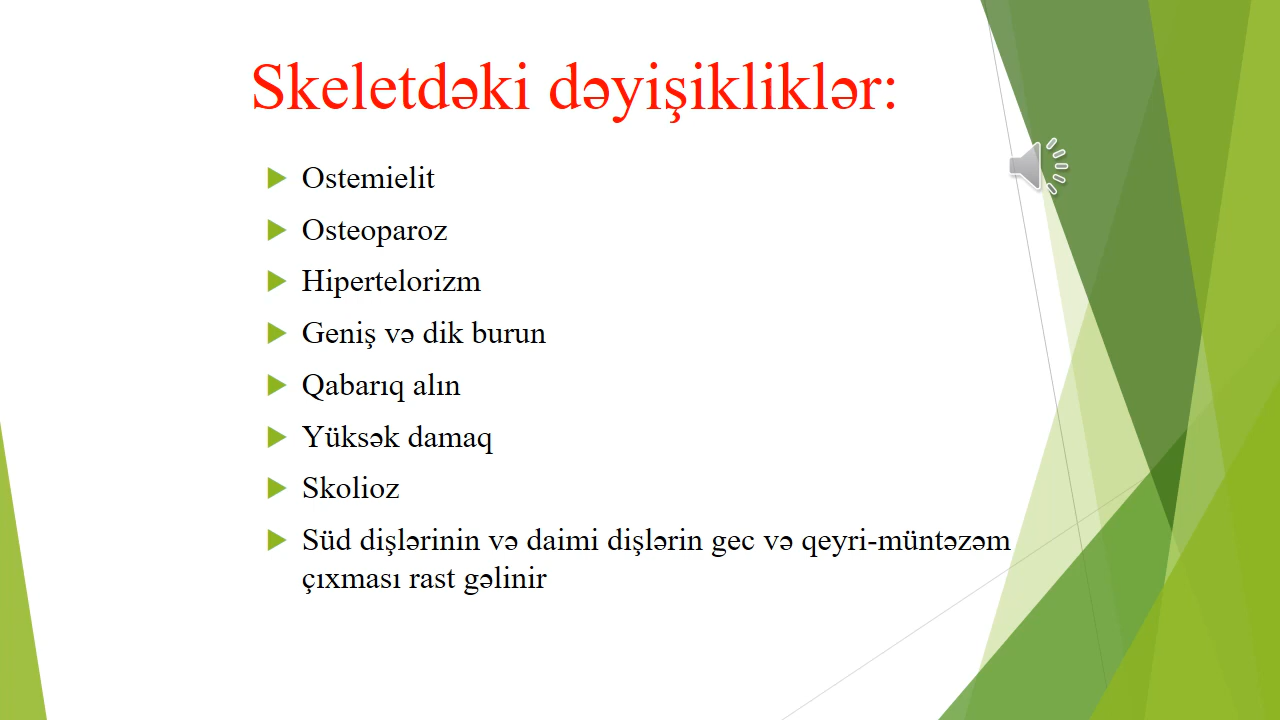 Skeletdəki dəyişikliklər:
Ostemielit
Osteoparoz
Hipertelorizm
Geniş və dik burun
Qabarıq alın
Yüksək damaq
Skolioz
Süd dişlərinin və daimi dişlərin gec və qeyri-müntəzəm
çıxması rast gəlinir